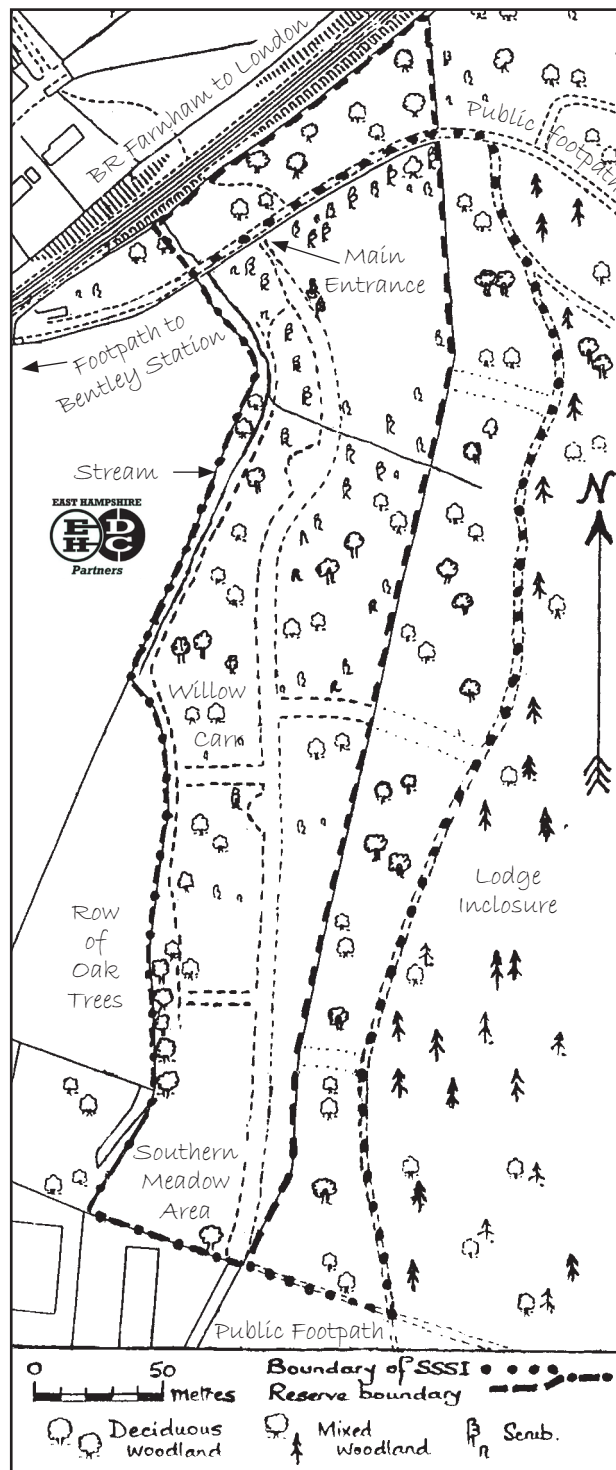 BR Farnham to London
Public footpath
Main
Entrance
Footpath to
Bentley Station
Stream
EAST HAMPSHIRE
EHDC
Partners
N
Willow
Carr
Lodge
Inclosure
Row
of
Oak
Trees
Southern
Meadow
Area
Public Footpath
0 50
metres
Boundary of SSSI
Reserve boundary
Deciduous
woodland
Mixed
woodland
Scrub.